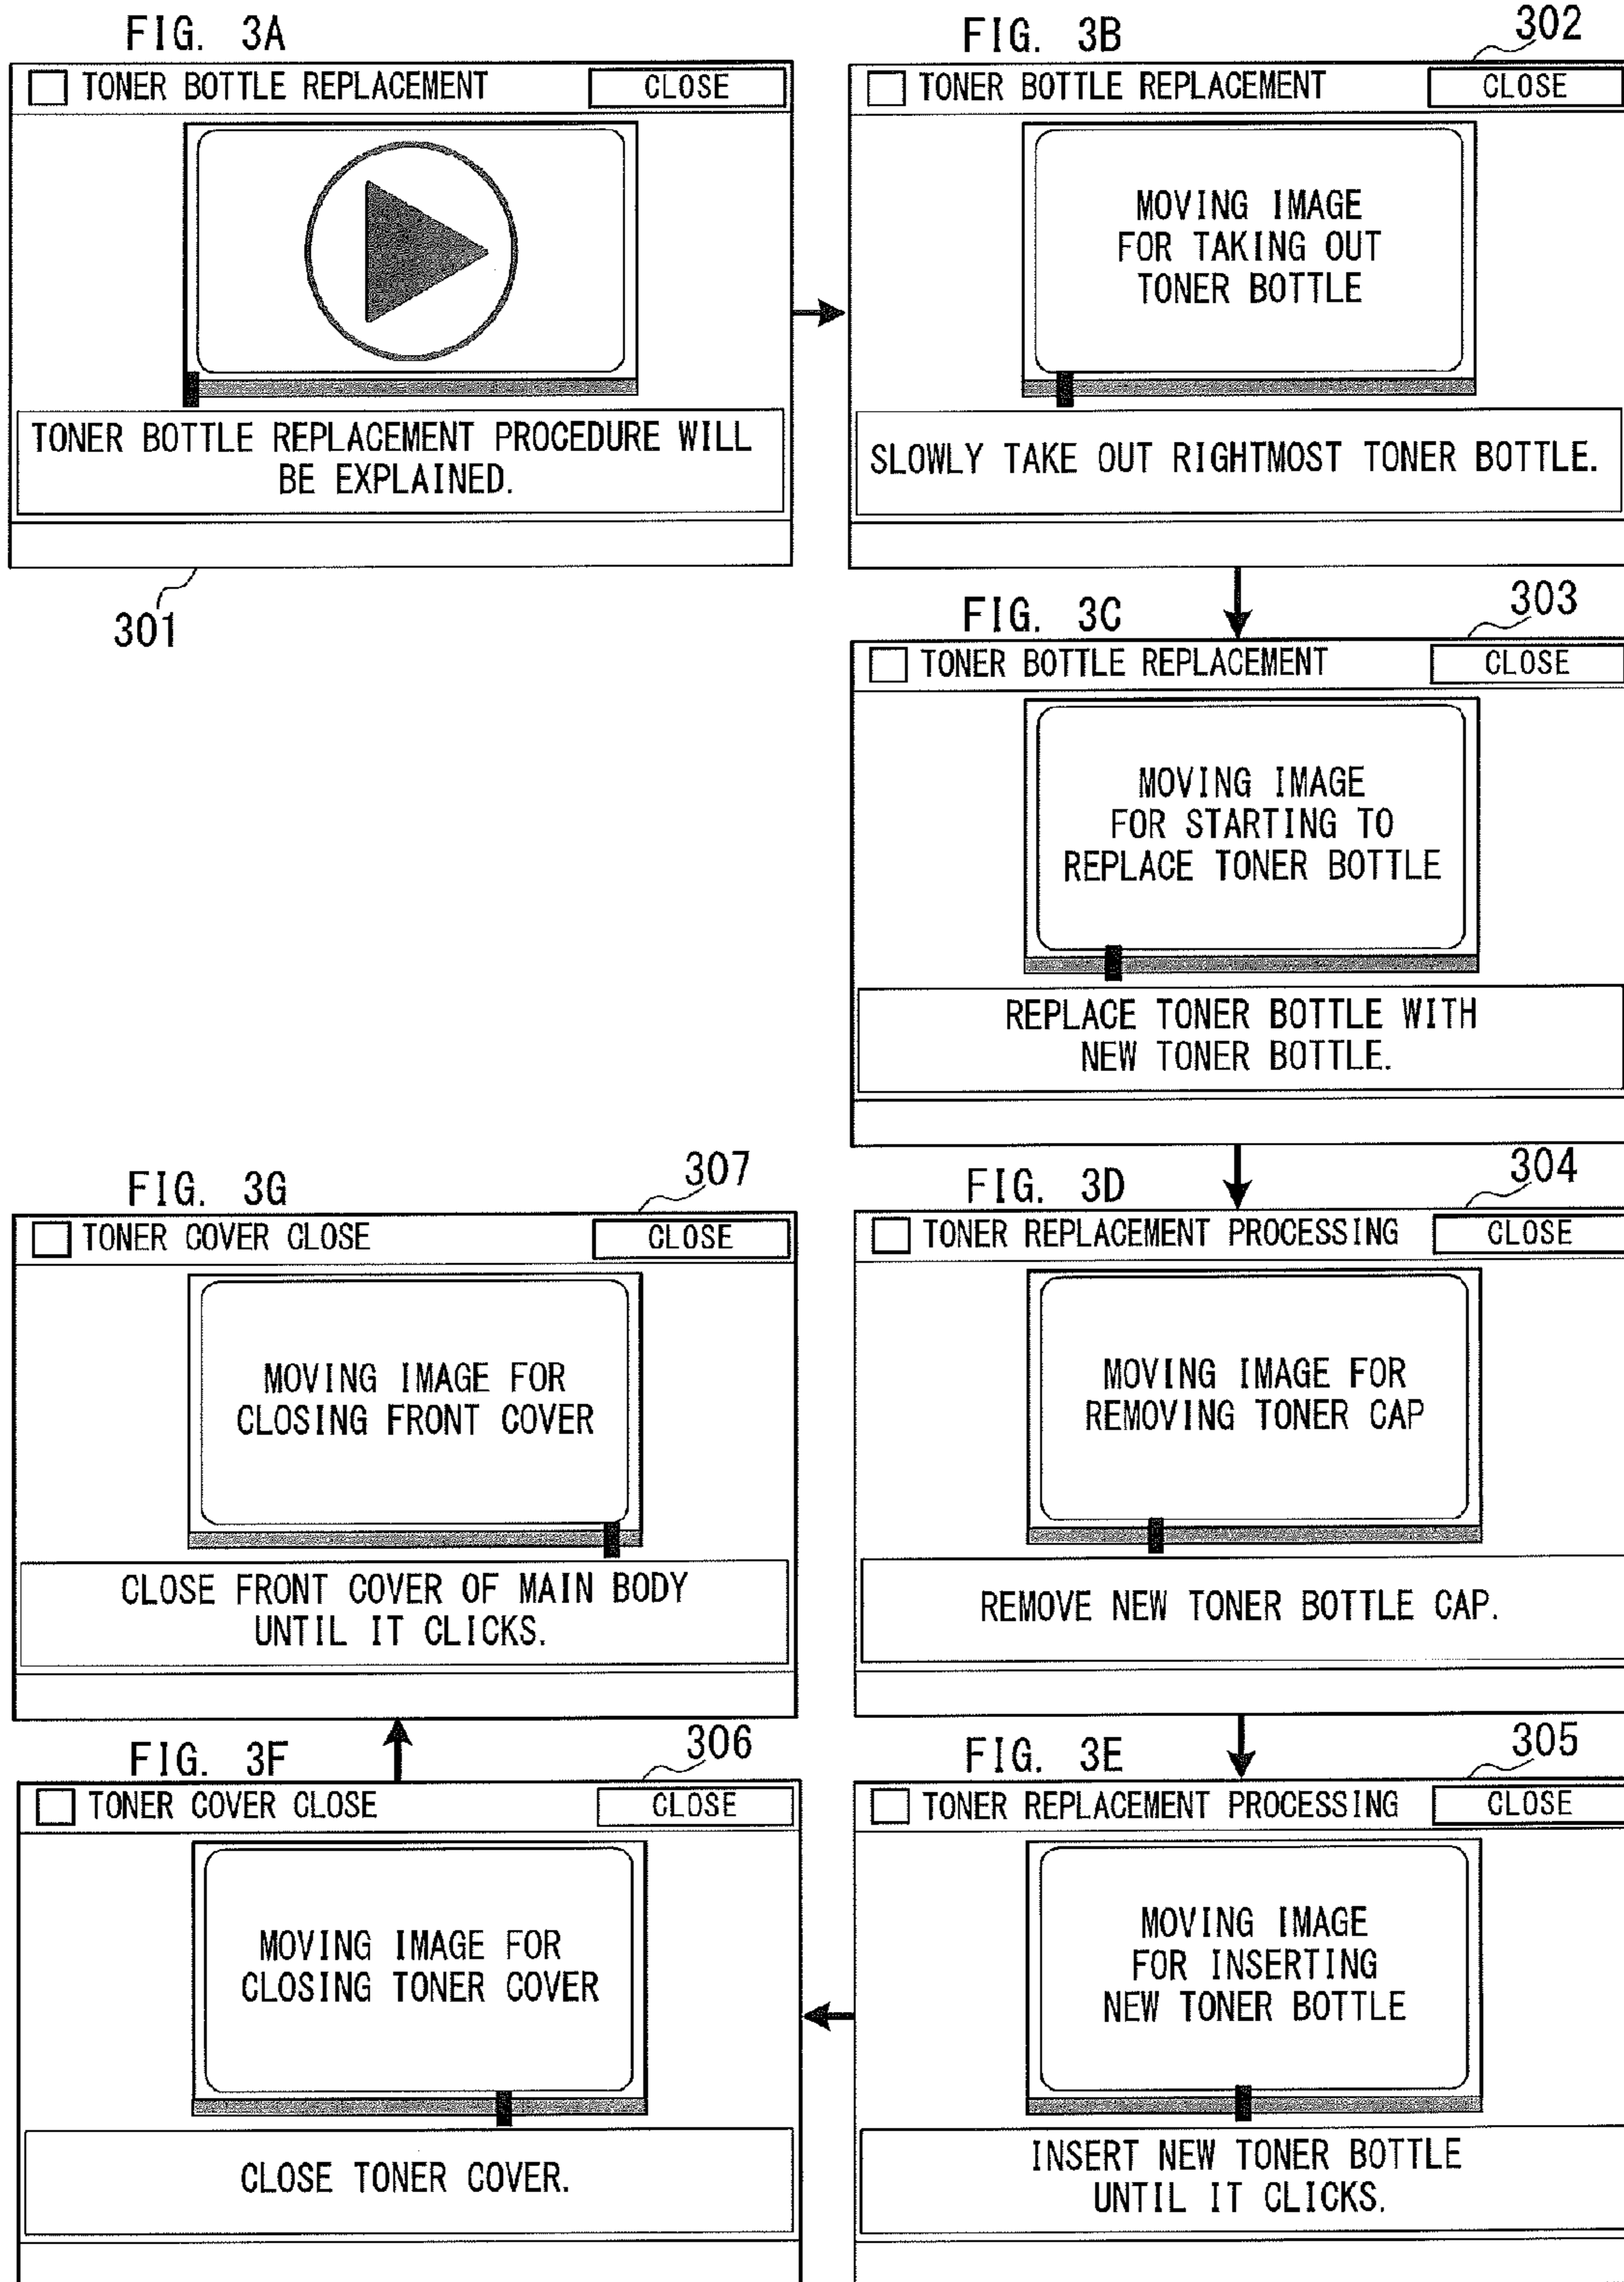 FIG. 3A
TONER BOTTLE REPLACEMENT
CLOSE
TONER BOTTLE REPLACEMENT PROCEDURE WILL
BE EXPLAINED.
301
FIG. 3B
302
TONER BOTTLE REPLACEMENT
CLOSE
MOVING IMAGE
FOR TAKING OUT
TONER BOTTLE
SLOWLY TAKE OUT RIGHTMOST TONER BOTTLE.
FIG. 3C
303
TONER BOTTLE REPLACEMENT
CLOSE
MOVING IMAGE
FOR STARTING TO
REPLACE TONER BOTTLE
REPLACE TONER BOTTLE WITH
NEW TONER BOTTLE.
FIG. 3D
304
TONER REPLACEMENT PROCESSING
CLOSE
MOVING IMAGE FOR
REMOVING TONER CAP
REMOVE NEW TONER BOTTLE CAP.
FIG. 3E
305
TONER REPLACEMENT PROCESSING
CLOSE
MOVING IMAGE
FOR INSERTING
NEW TONER BOTTLE
INSERT NEW TONER BOTTLE
UNTIL IT CLICKS.
FIG. 3F
306
TONER COVER CLOSE
CLOSE
MOVING IMAGE FOR
CLOSING TONER COVER
CLOSE TONER COVER.
FIG. 3G
307
TONER COVER CLOSE
CLOSE
MOVING IMAGE FOR
CLOSING FRONT COVER
CLOSE FRONT COVER OF MAIN BODY
UNTIL IT CLICKS.